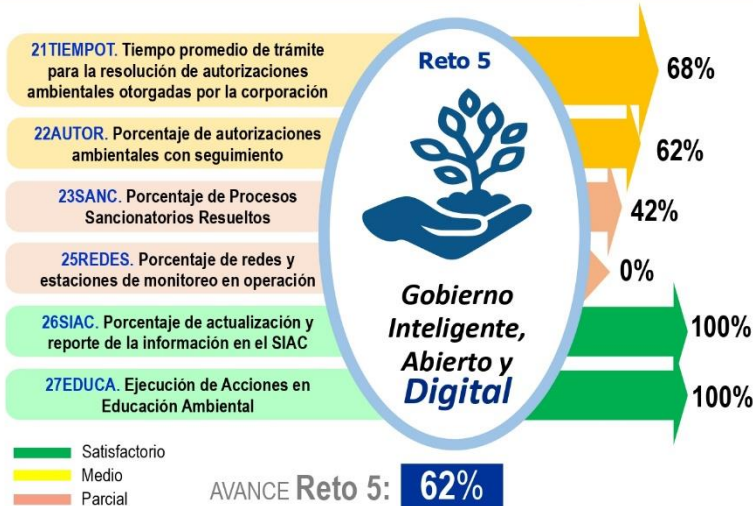 21TIEMPOT. Tiempo promedio de trámite
para la resolución de autorizaciones
ambientales otorgadas por la corporación
68%
22AUTOR. Porcentaje de autorizaciones
ambientales con seguimiento
62%
23SANC. Porcentaje de Procesos
Sancionatorios Resueltos
42%
25REDES. Porcentaje de redes y
estaciones de monitoreo en operación
0%
26SIAC. Porcentaje de actualización y
reporte de la información en el SIAC
100%
27EDUCA. Ejecución de Acciones en
Educación Ambiental
100%
Reto 5
Gobierno
Inteligente,
Abierto y
Digital
Satisfactorio
Medio
Parcial
AVANCE Reto 5: 62%